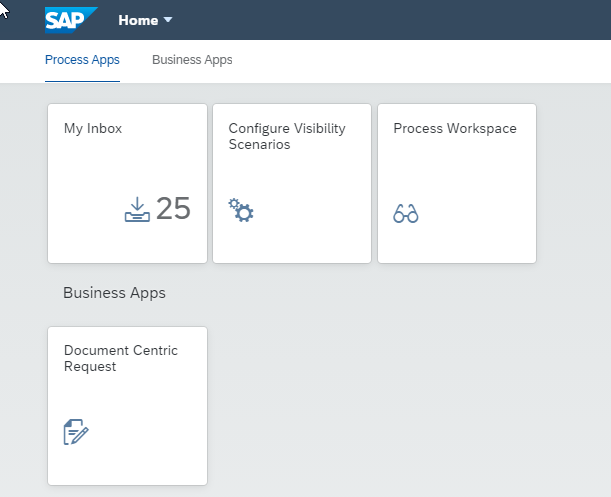 SAP Home
Process Apps Business Apps
My Inbox
25
Configure Visibility
Scenarios
Process Workspace
Business Apps
Document Centric
Request